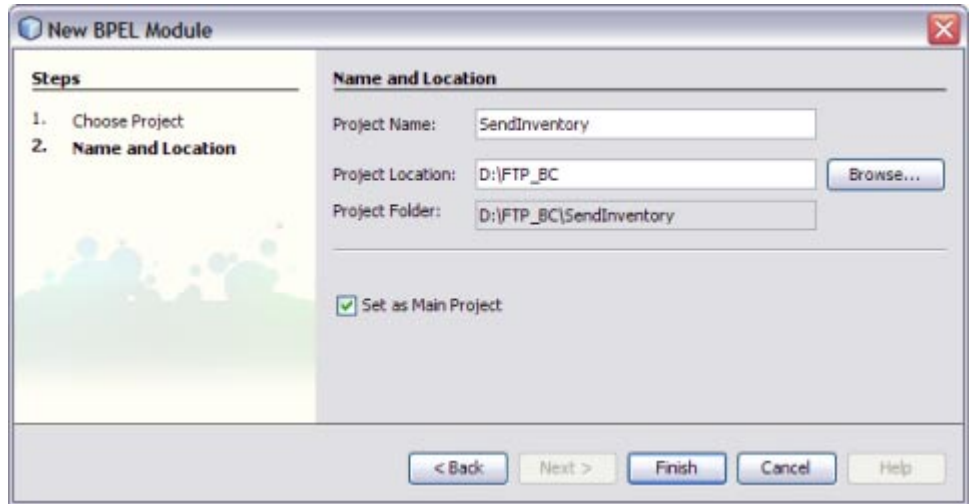 New BPEL Module
Steps
1. Choose Project
2. Name and Location
Name and Location
Project Name: SendInventory
Project Location: D:\FTP_BC Browse...
Project Folder: D:\FTP_BC\SendInventory
Set as Main Project
< Back Next > Finish Cancel Help